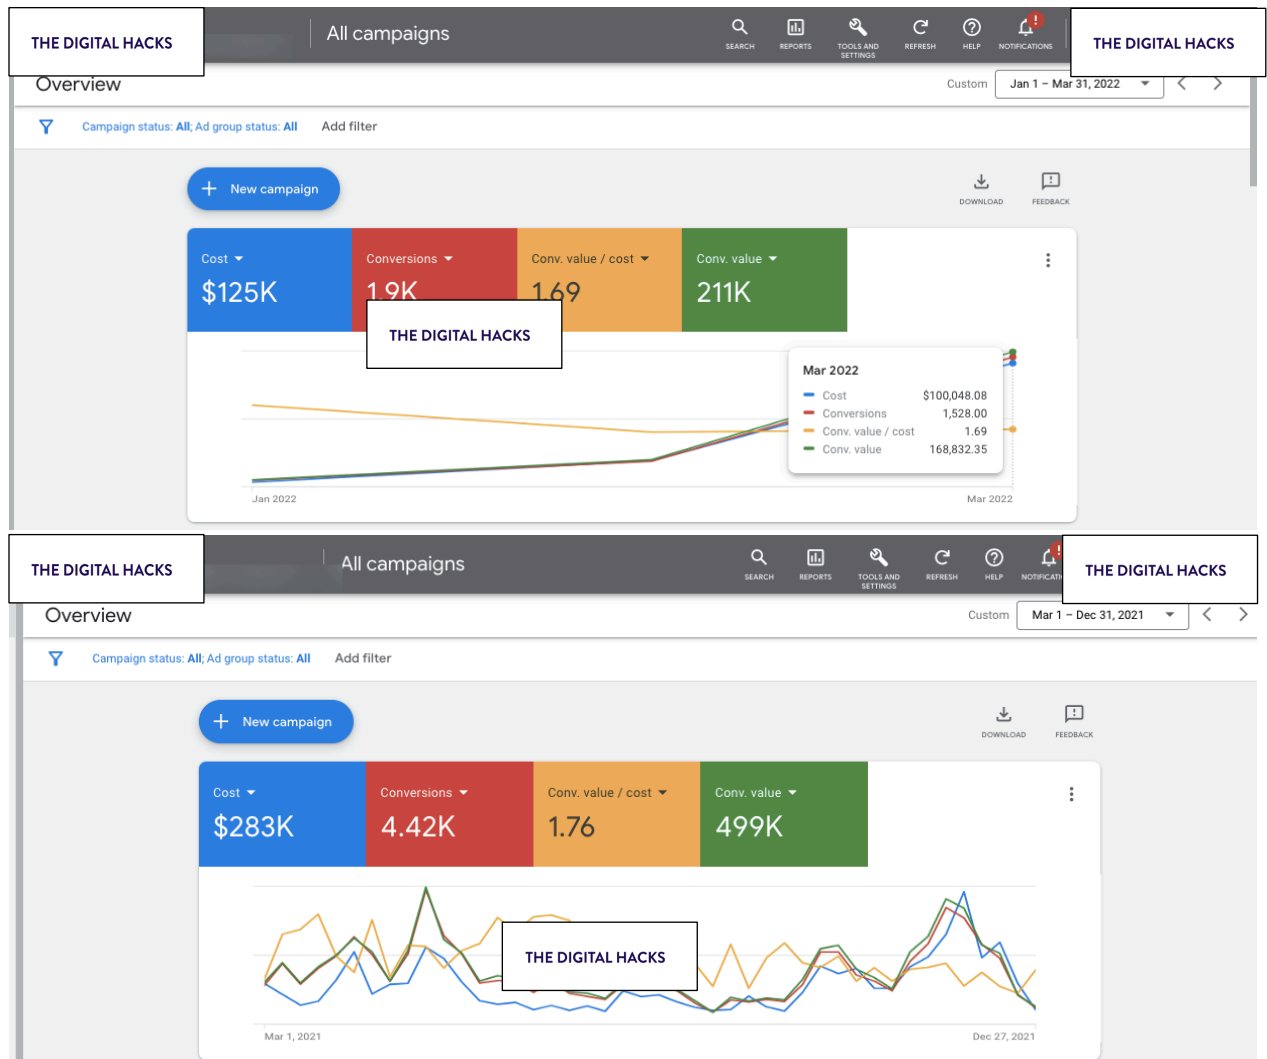 THE DIGITAL HACKS
All campaigns
SEARCH
REPORTS
TOOLS AND
SETTINGS
REFRESH
HELP
!
NOTIFICATIONS
THE DIGITAL HACKS
Overview
Custom
Jan 1 – Mar 31, 2022
Campaign status: All; Ad group status: All
Add filter
+ New campaign
DOWNLOAD
FEEDBACK
Cost
$125K
Conversions
1.9K
Conv. value / cost
1.69
Conv. value
211K
THE DIGITAL HACKS
Mar 2022
Cost $100,048.08
Conversions 1,528.00
Conv. value / cost 1.69
Conv. value 168,832.35
Jan 2022
Mar 2022
THE DIGITAL HACKS
All campaigns
SEARCH
REPORTS
TOOLS AND
SETTINGS
REFRESH
HELP
!
NOTIFICATI
THE DIGITAL HACKS
Overview
Custom
Mar 1 – Dec 31, 2021
Campaign status: All; Ad group status: All
Add filter
+ New campaign
DOWNLOAD
FEEDBACK
Cost
$283K
Conversions
4.42K
Conv. value / cost
1.76
Conv. value
499K
THE DIGITAL HACKS
Mar 1, 2021
Dec 27, 2021